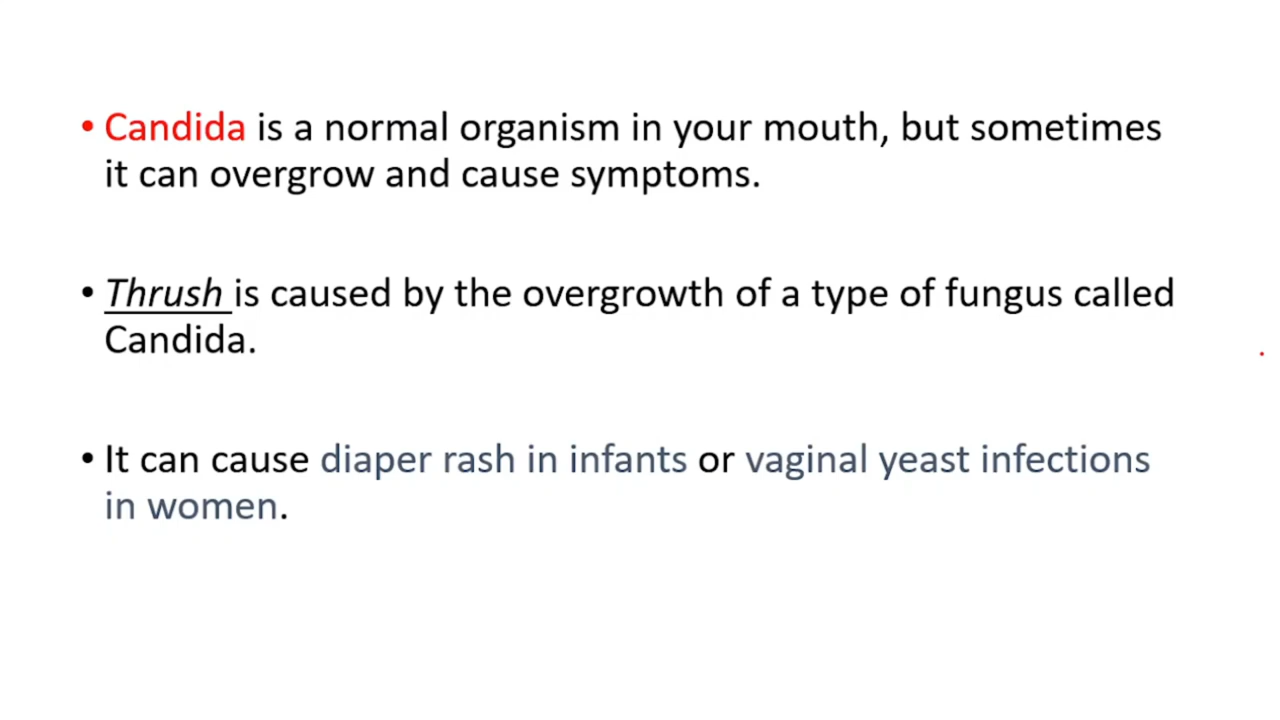 • Candida is a normal organism in your mouth, but sometimes
it can overgrow and cause symptoms.
• Thrush is caused by the overgrowth of a type of fungus called
Candida.
• It can cause diaper rash in infants or vaginal yeast infections
in women.